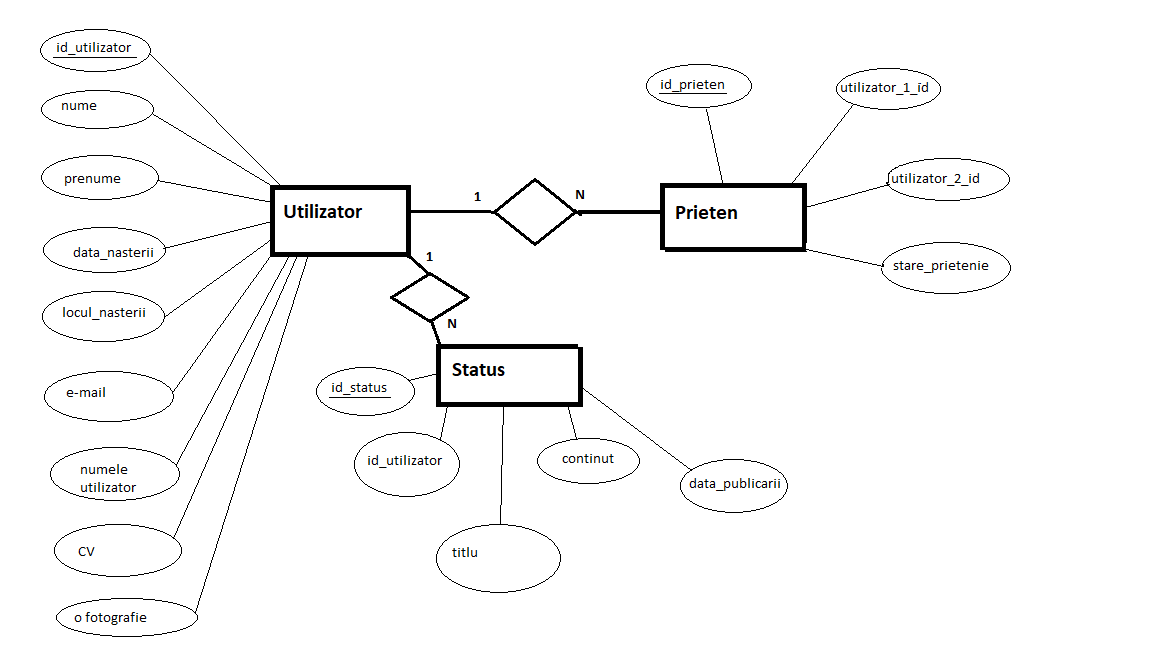 id_utilizator
nume
prenume
data_nasterii
locul_nasterii
e-mail
numele
utilizator
CV
o fotografie
Utilizator
1
N
Prieten
id_prieten
utilizator_1_id
utilizator_2_id
stare_prietenie
1
N
Status
id_status
id_utilizator
titlu
continut
data_publicarii